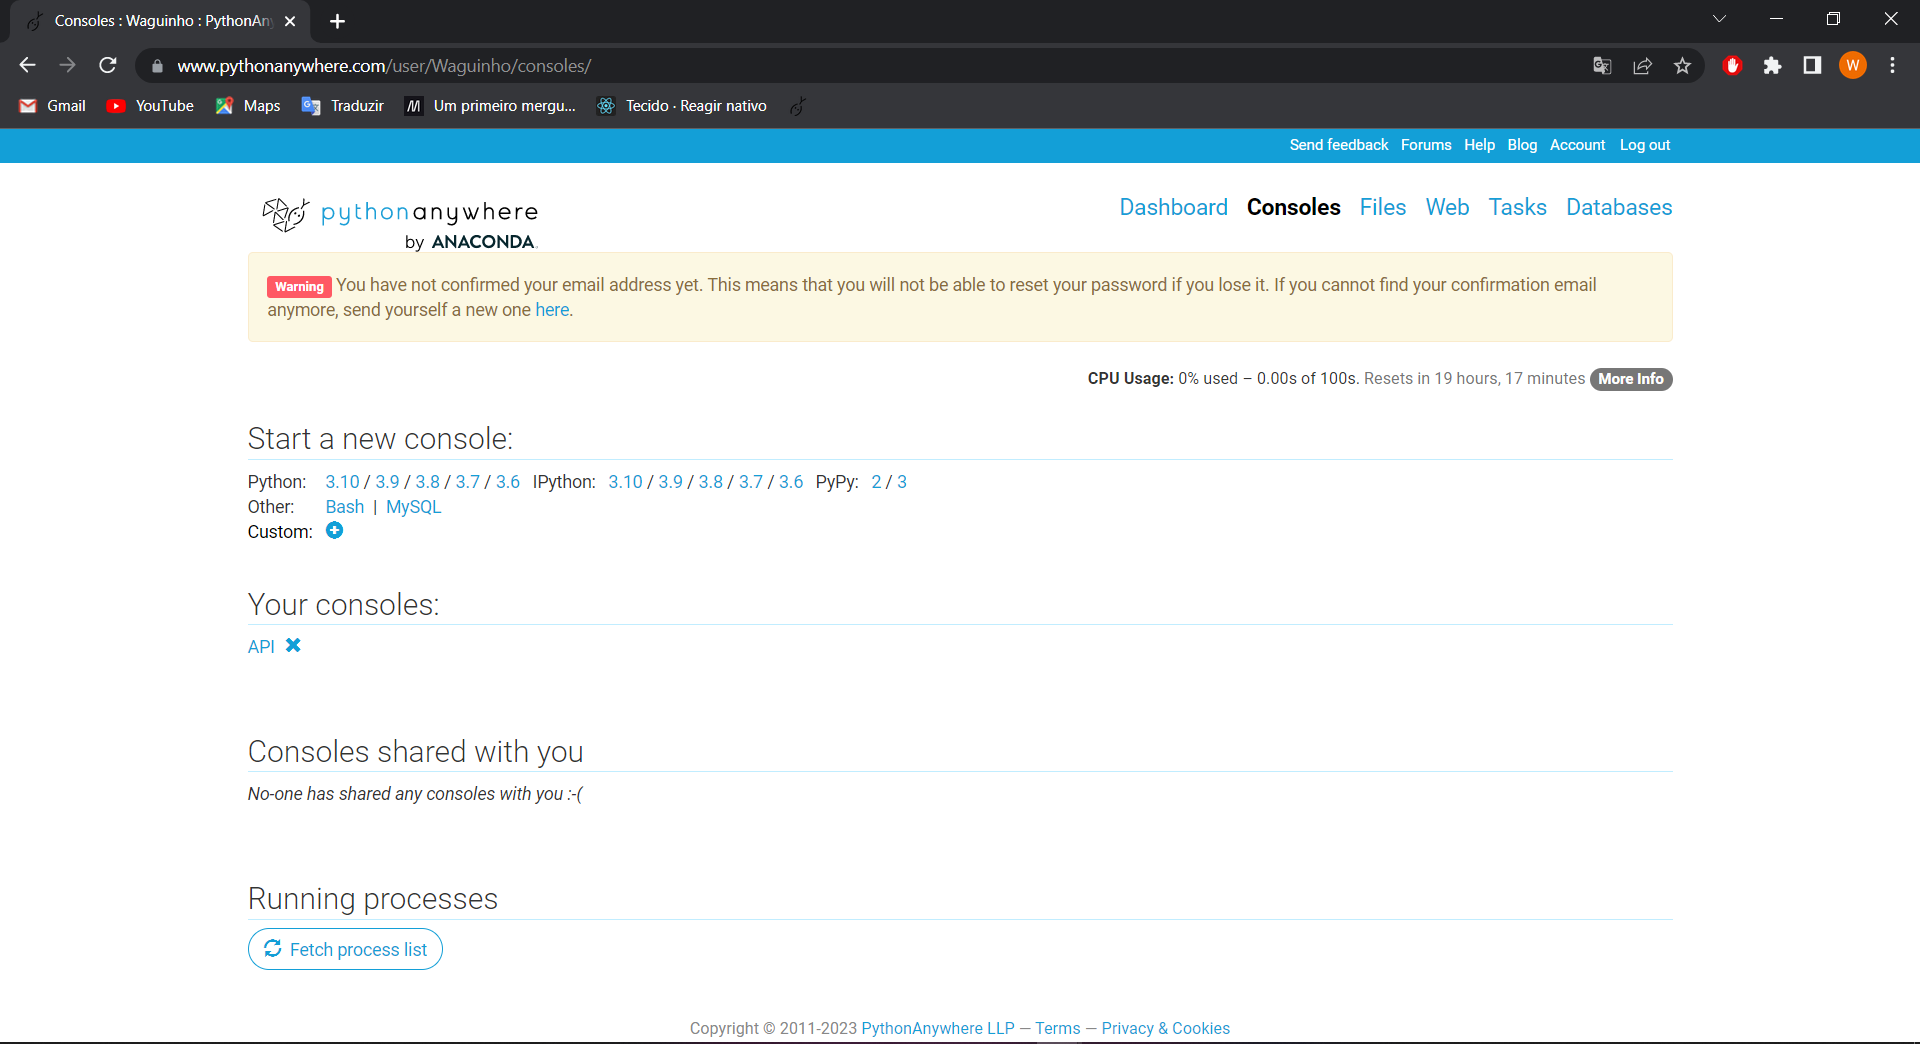 Consoles : Waguinho : PythonAn
www.pythonanywhere.com/user/Waguinho/consoles/
W
Gmail YouTube Maps Traduzir Um primeiro mergu... Tecido · Reagir nativo
Send feedback Forums Help Blog Account Log out
pythonanywhere
by ANACONDA.
Dashboard Consoles Files Web Tasks Databases
Warning You have not confirmed your email address yet. This means that you will not be able to reset your password if you lose it. If you cannot find your confirmation email
anymore, send yourself a new one here.
CPU Usage: 0% used – 0.00s of 100s. Resets in 19 hours, 17 minutes More Info
Start a new console:
Python: 3.10 / 3.9 / 3.8 / 3.7 / 3.6 IPython: 3.10 / 3.9 / 3.8 / 3.7 / 3.6 PyPy: 2 / 3
Other: Bash | MySQL
Custom:
Your consoles:
API
Consoles shared with you
No-one has shared any consoles with you :-(
Running processes
Fetch process list
Copyright © 2011-2023 PythonAnywhere LLP — Terms — Privacy & Cookies